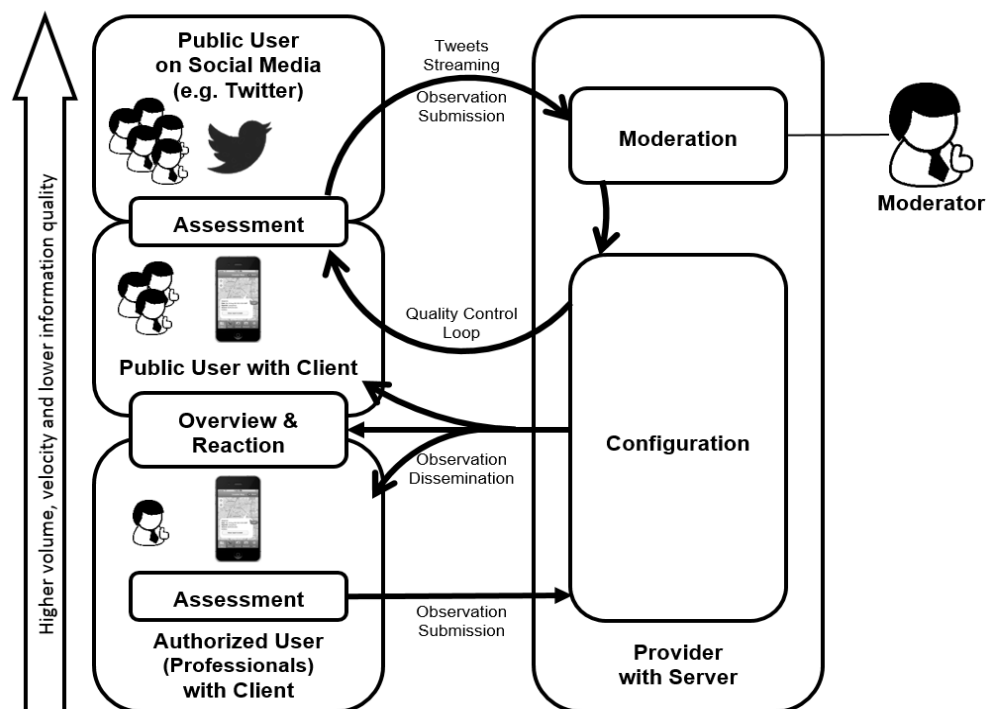 Higher volume, velocity and lower information quality
Public User
on Social Media
(e.g. Twitter)
Assessment
Public User with Client
Overview &
Reaction
Assessment
Authorized User
(Professionals)
with Client
Tweets
Streaming
Observation
Submission
Quality Control
Loop
Observation
Dissemination
Observation
Submission
Moderation
Configuration
Provider
with Server
Moderator